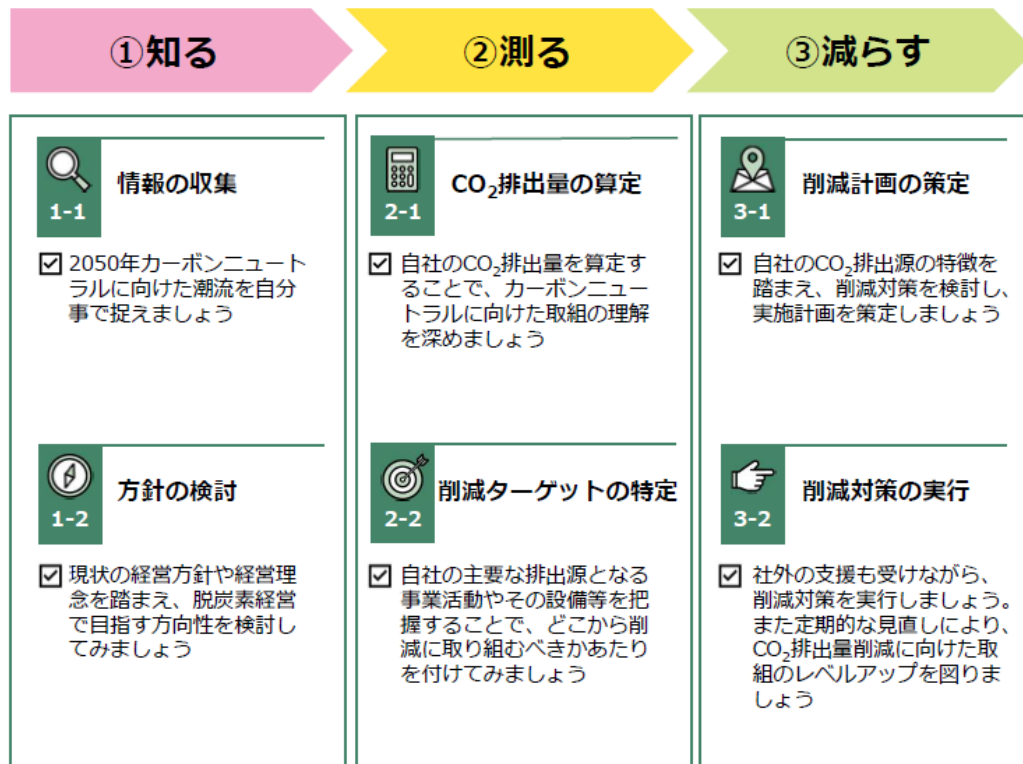 ①知る
②測る
③減らす
1-1
情報の収集
2050年カーボンニュート
ラルに向けた潮流を自分
事で捉えましょう
1-2
方針の検討
現状の経営方針や経営理
念を踏まえ、脱炭素経営
で目指す方向性を検討し
てみましょう
2-1
CO₂排出量の算定
自社のCO₂排出量を算定す
ることで、カーボンニュー
トラルに向けた取組の理解
を深めましょう
2-2
削減ターゲットの特定
自社の主要な排出源となる
事業活動やその設備等を把
握することで、どこから削
減に取り組むべきかあたり
を付けてみましょう
3-1
削減計画の策定
自社のCO₂排出源の特徴を
踏まえ、削減対策を検討し、
実施計画を策定しましょう
3-2
削減対策の実行
社外の支援も受けながら、
削減対策を実行しましょう。
また定期的な見直しにより、
CO₂排出量削減に向けた取
組のレベルアップを図りま
しょう